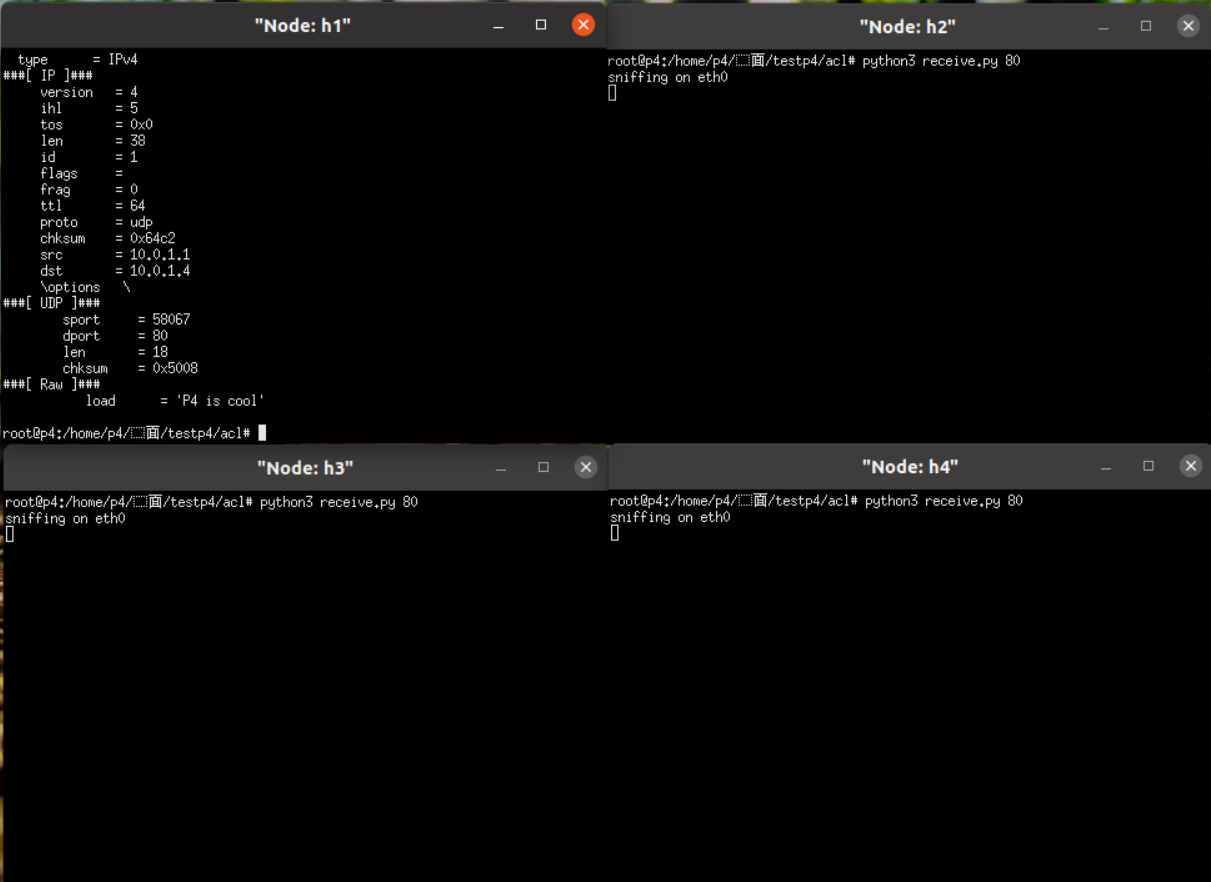 "Node: h1"
type = IPv4
###[ IP ]###
version = 4
ihl = 5
tos = 0x0
len = 38
id = 1
flags =
frag = 0
ttl = 64
proto = udp
chksum = 0x64c2
src = 10.0.1.1
dst = 10.0.1.4
\options \
###[ UDP ]###
sport = 58067
dport = 80
len = 18
chksum = 0x5008
###[ Raw ]###
load = 'P4 is cool'
root@p4:/home/p4/面/testp4/acl#
"Node: h2"
root@p4:/home/p4/面/testp4/acl# python3 receive.py 80
sniffing on eth0
"Node: h3"
root@p4:/home/p4/面/testp4/acl# python3 receive.py 80
sniffing on eth0
"Node: h4"
root@p4:/home/p4/面/testp4/acl# python3 receive.py 80
sniffing on eth0